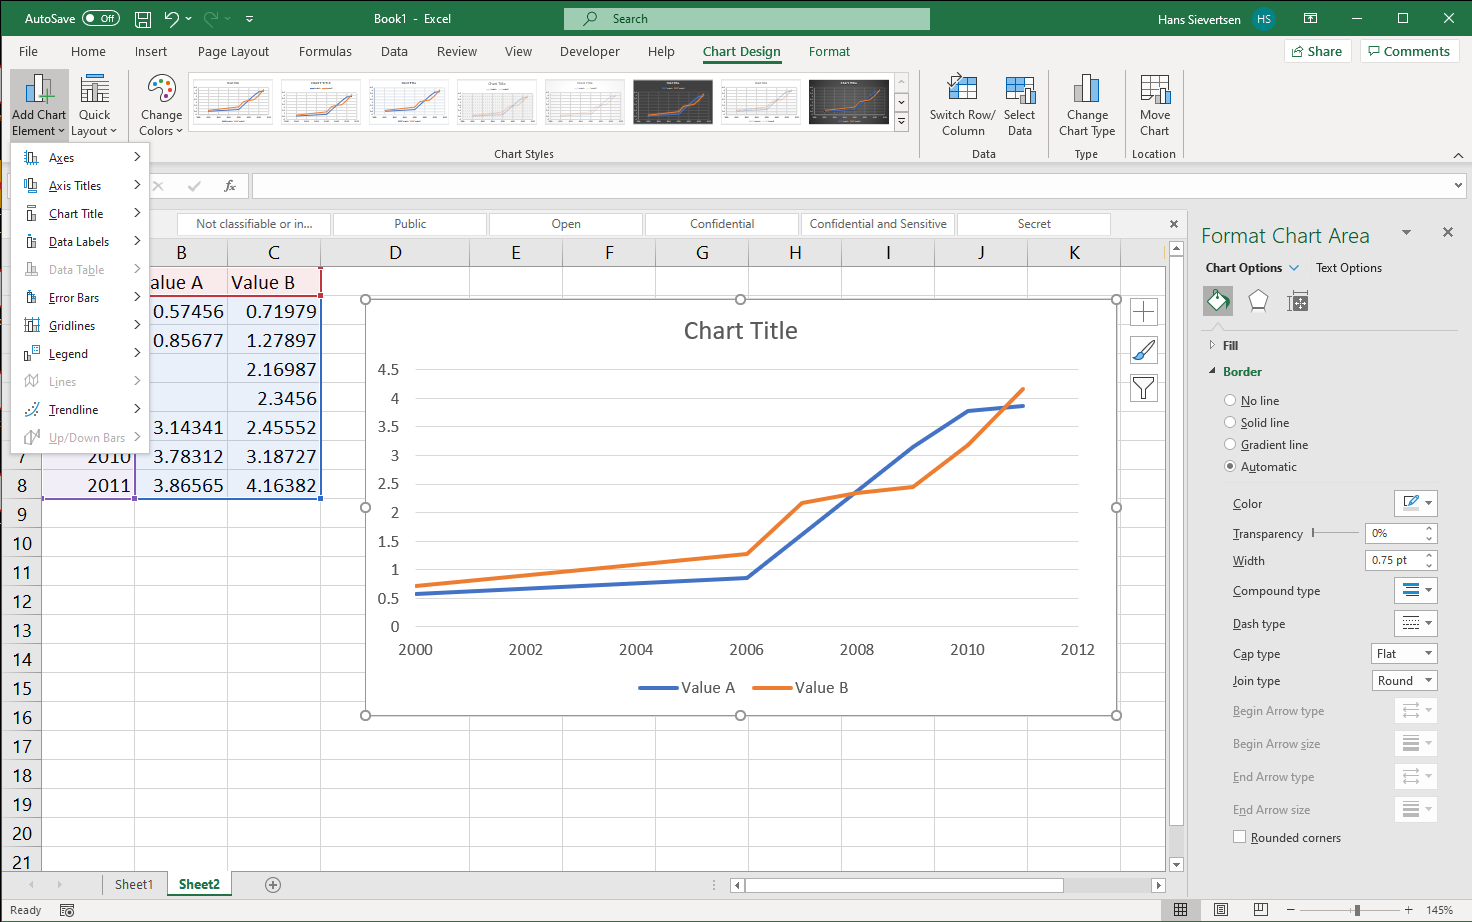 AutoSave Off Book1 - Excel Search Hans Sievertsen HS
File Home Insert Page Layout Formulas Data Review View Developer Help Chart Design Format Share Comments
Add Chart Element Quick Layout Change Colors Switch Row/ Column Select Data Change Chart Type Move Chart
Chart Styles Data Type Location
Axes
Axis Titles
Chart Title
Data Labels
Data Table
Error Bars
Gridlines
Legend
Lines
Trendline
Up/Down Bars
fx
Not classifiable or in... Public Open Confidential Confidential and Sensitive Secret
B C D E F G H I J K
alue A Value B
0.57456 0.71979
0.85677 1.27897
2.16987
2.3456
3.14341 2.45552
7 2010 3.78312 3.18727
8 2011 3.86565 4.16382
9
10
11
12
13
14
15
16
17
18
19
20
21
Chart Title
4.5
4
3.5
3
2.5
2
1.5
1
0.5
0
2000 2002 2004 2006 2008 2010 2012
Value A Value B
Format Chart Area
Chart Options Text Options
Fill
Border
No line
Solid line
Gradient line
Automatic
Color
Transparency 0%
Width 0.75 pt
Compound type
Dash type
Cap type Flat
Join type Round
Begin Arrow type
Begin Arrow size
End Arrow type
End Arrow size
Rounded corners
Sheet1 Sheet2
Ready 145%